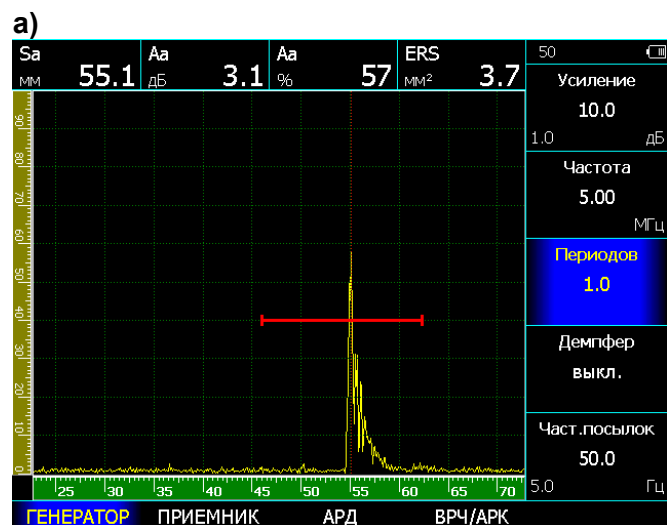 а)
Sa Aa Aa ERS 50
мм 55.1 дБ 3.1 % 57 мм² 3.7
Усиление
10.0
1.0 дБ
Частота
5.00
МГц
Периодов
1.0
Демпфер
выкл.
Част.посылок
50.0
5.0 Гц
90
80
70
60
50
40
30
20
10
0
25 30 35 40 45 50 55 60 65 70
ГЕНЕРАТОР ПРИЕМНИК АРД ВРЧ/АРК